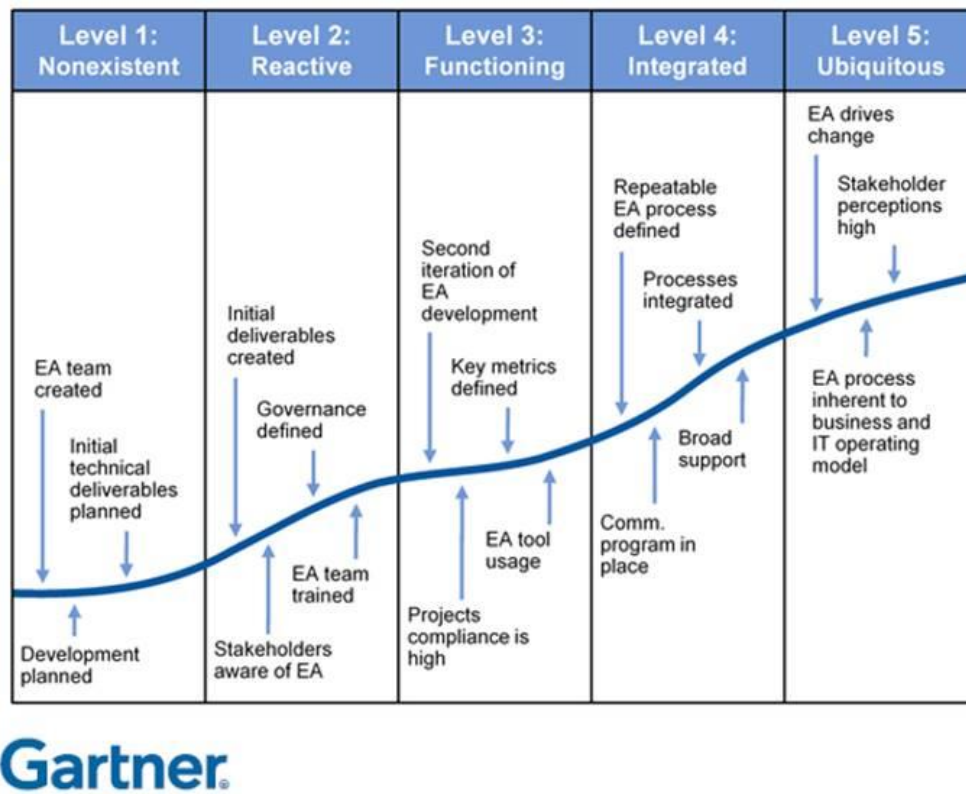 Level 1:
Nonexistent
Level 2:
Reactive
Level 3:
Functioning
Level 4:
Integrated
Level 5:
Ubiquitous
EA team
created
Initial
technical
deliverables
planned
Development
planned
Initial
deliverables
created
Governance
defined
EA team
trained
Stakeholders
aware of EA
Second
iteration of
EA
development
Key metrics
defined
EA tool
usage
Projects
compliance is
high
Repeatable
EA process
defined
Processes
integrated
Broad
support
Comm.
program in
place
EA drives
change
Stakeholder
perceptions
high
EA process
inherent to
business and
IT operating
model
Gartner®